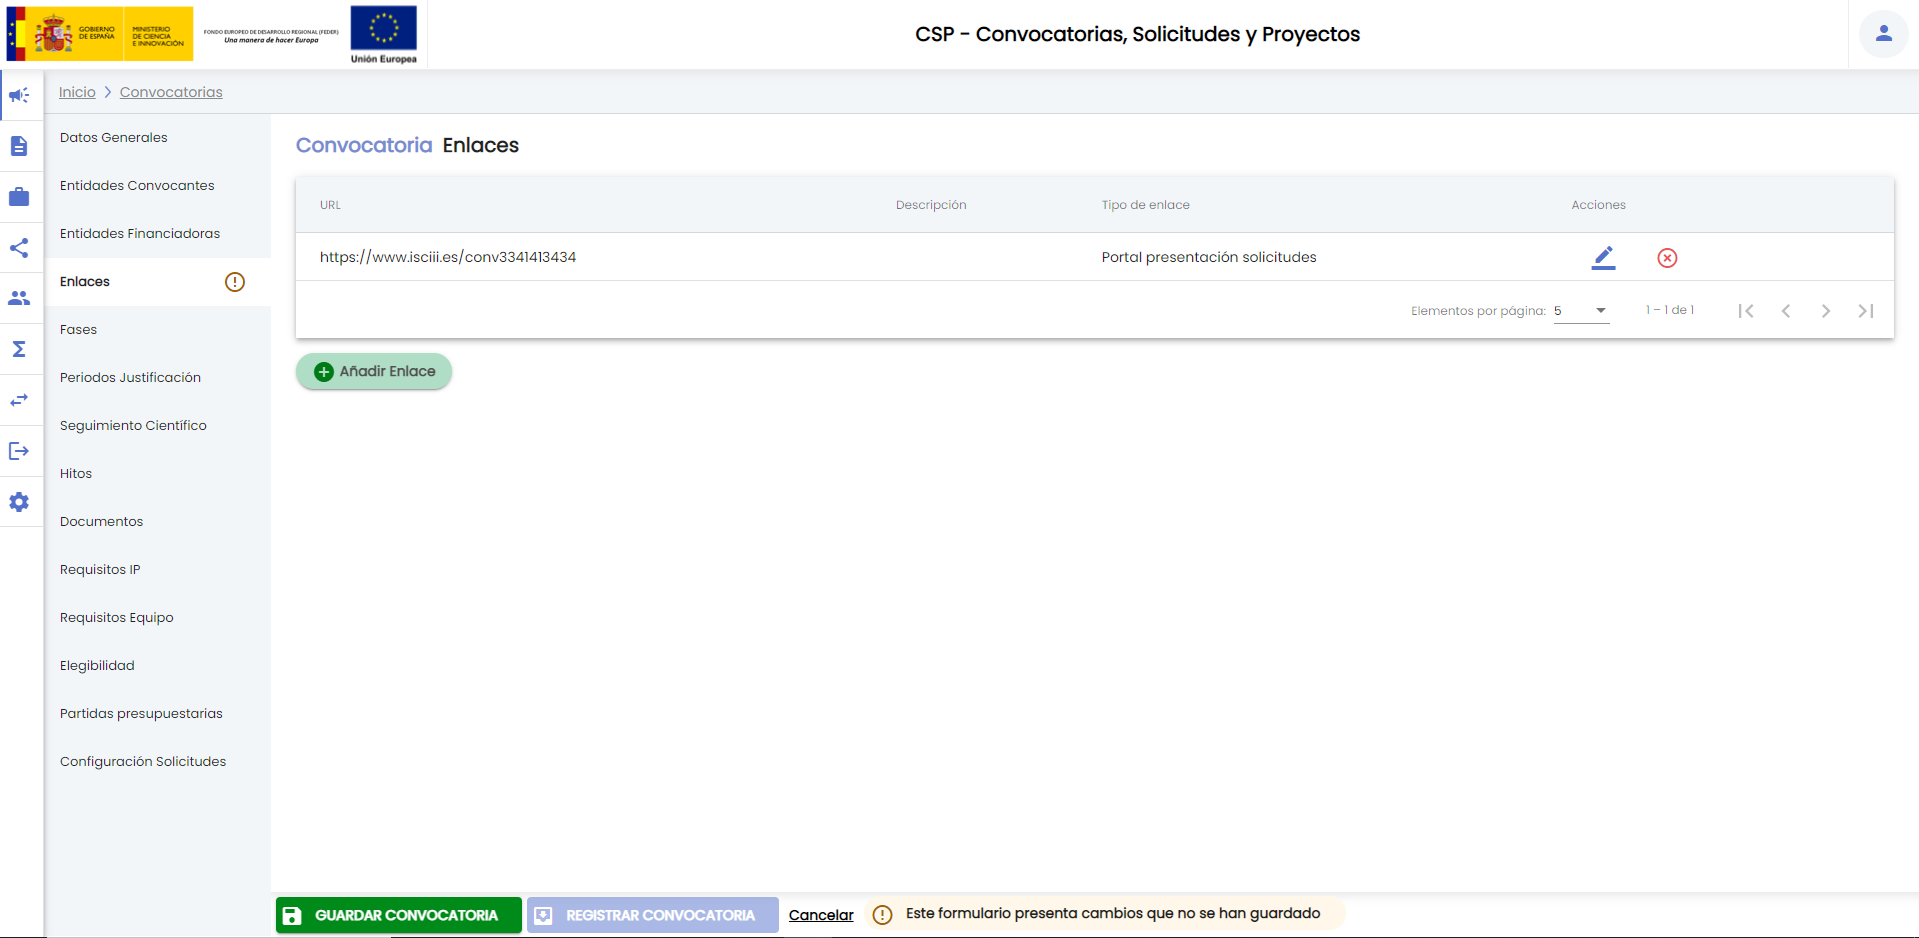 GOBIERNO
DE ESPAÑA
MINISTERIO
DE CIENCIA
E INNOVACIÓN
FONDO EUROPEO DE DESARROLLO REGIONAL (FEDER)
Una manera de hacer Europa
Unión Europea
CSP - Convocatorias, Solicitudes y Proyectos
Inicio > Convocatorias
Datos Generales
Entidades Convocantes
Entidades Financiadoras
Enlaces
Fases
Periodos Justificación
Seguimiento Científico
Hitos
Documentos
Requisitos IP
Requisitos Equipo
Elegibilidad
Partidas presupuestarias
Configuración Solicitudes
Convocatoria Enlaces
URL Descripción Tipo de enlace Acciones
https://www.isciii.es/conv3341413434 Portal presentación solicitudes
Elementos por página: 5 1 – 1 de 1
Añadir Enlace
GUARDAR CONVOCATORIA REGISTRAR CONVOCATORIA Cancelar Este formulario presenta cambios que no se han guardado